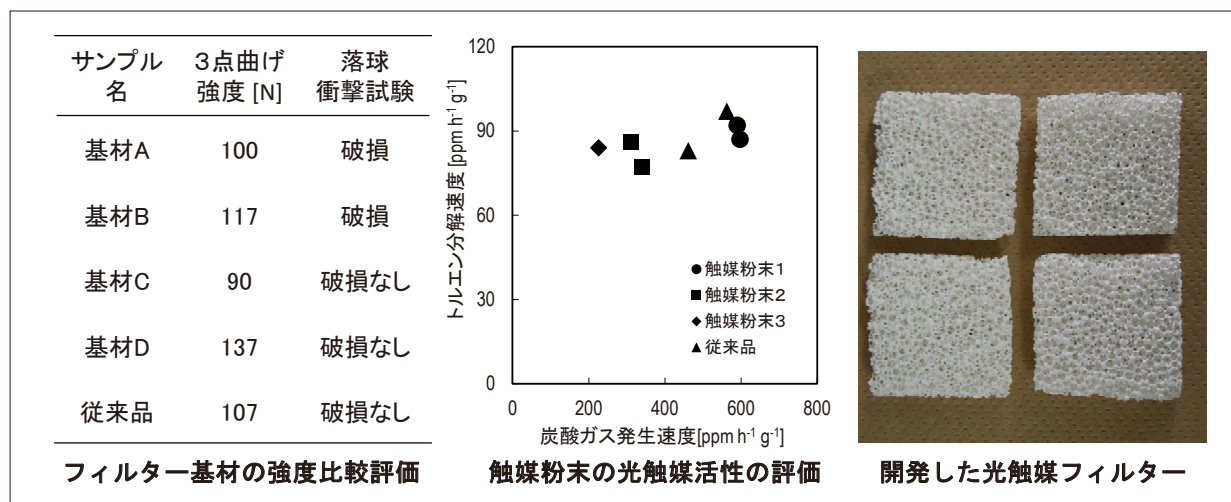 サンプル名 3点曲げ強度 [N] 落球衝撃試験
基材A 100 破損
基材B 117 破損
基材C 90 破損なし
基材D 137 破損なし
従来品 107 破損なし
フィルター基材の強度比較評価
トルエン分解速度[ppm h⁻¹ g⁻¹]
120
90
60
30
0
●触媒粉末1
■触媒粉末2
◆触媒粉末3
▲従来品
0 200 400 600 800
炭酸ガス発生速度[ppm h⁻¹ g⁻¹]
触媒粉末の光触媒活性の評価
開発した光触媒フィルター